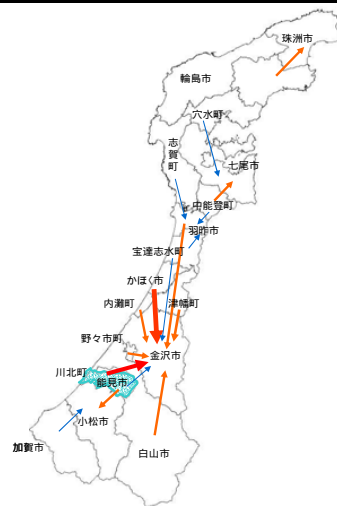 珠洲市
輪島市
穴水町
志賀町
七尾市
中能登町
羽咋市
宝達志水町
かほく市
内灘町
津幡町
野々市町
金沢市
川北町
能見市
小松市
加賀市
白山市